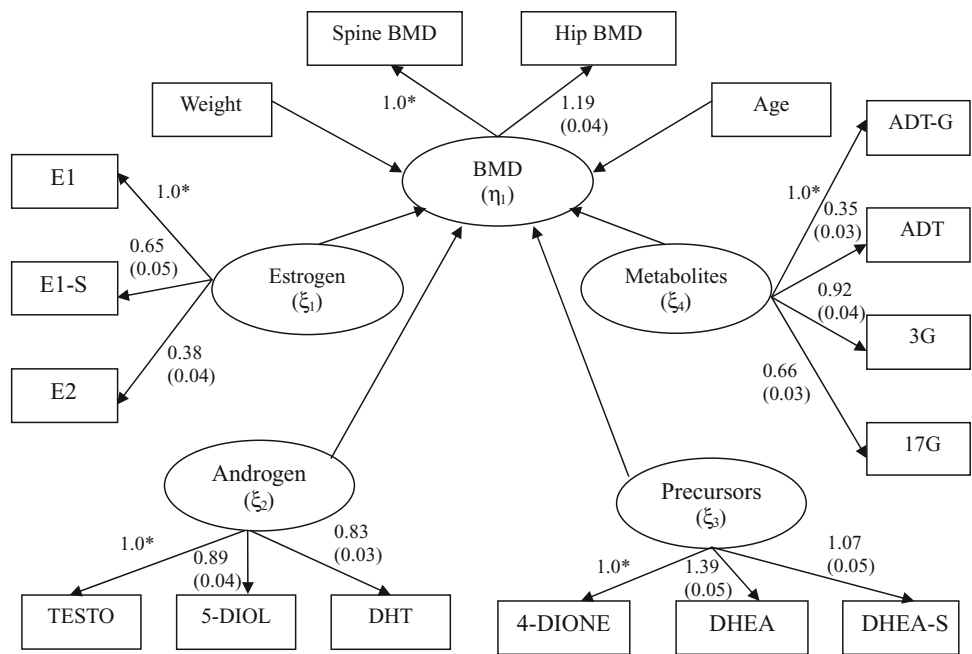 Spine BMD
Hip BMD
Weight
1.0*
1.19
(0.04)
Age
ADT-G
BMD
(η1)
E1
1.0*
1.0*
0.65
(0.05)
0.35
(0.03)
ADT
E1-S
Estrogen
(ξ1)
Metabolites
(ξ4)
0.92
(0.04)
3G
E2
0.38
(0.04)
0.66
(0.03)
17G
Androgen
(ξ2)
Precursors
(ξ3)
1.0*
0.89
(0.04)
0.83
(0.03)
1.0*
1.39
(0.05)
1.07
(0.05)
TESTO
5-DIOL
DHT
4-DIONE
DHEA
DHEA-S